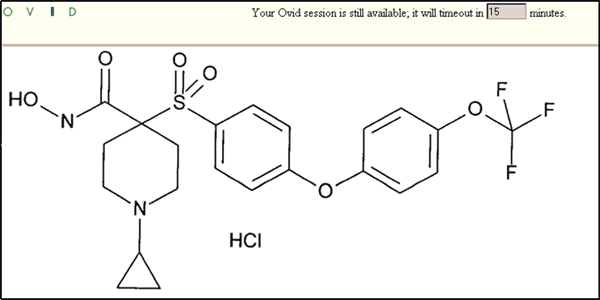 O V I D
Your Ovid session is still available; it will timeout in 15 minutes.
O
O
O
HO
N
S
O
F
F
F
O
N
HCl